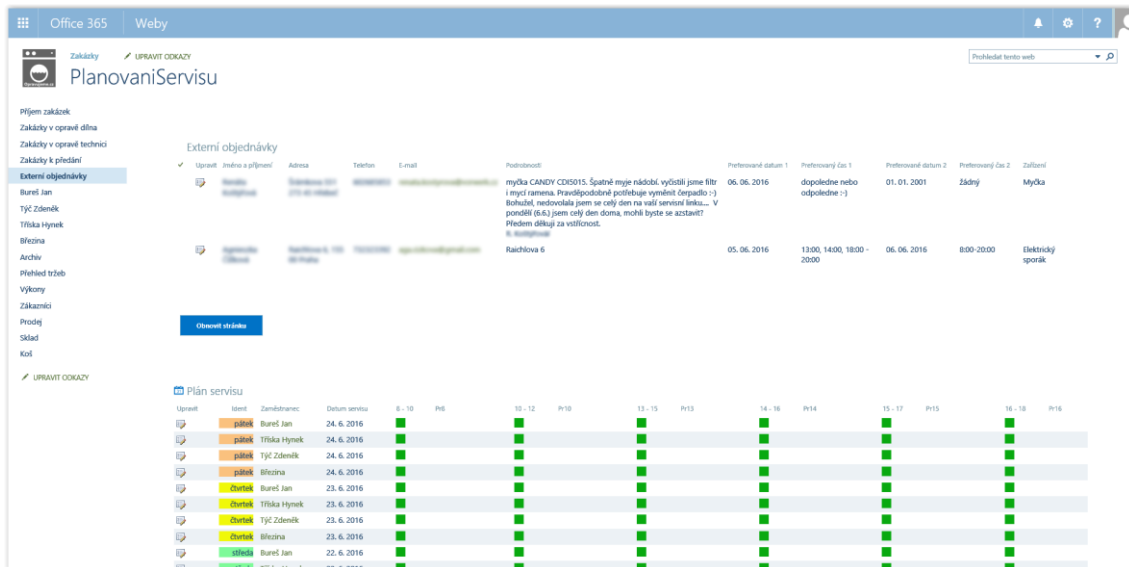 Office 365 Weby ?
Zakázky UPRAVIT ODKAZY Prohledat tento web
PlanovaniServisu
Příjem zakázek
Zakázky v opravě dílna
Zakázky v opravě technici
Zakázky k předání
Externí objednávky
Bureš Jan
Týč Zdeněk
Tříska Hynek
Březina
Archiv
Přehled tržeb
Výkony
Zákazníci
Prodej
Sklad
Koš
UPRAVIT ODKAZY
Externí objednávky
Upravit Jméno a příjmení Adresa Telefon E-mail Podrobnosti Preferované datum 1 Preferovaný čas 1 Preferované datum 2 Preferovaný čas 2 Zařízení
myčka CANDY CDI5015. Špatně myje nádobí, vyčistili jsme filtr 06. 06. 2016 dopoledne nebo 01. 01. 2001 žádný Myčka
i mycí ramena. Pravděpodobně potřebuje vyměnit čerpadlo :-) odpoledne :-)
Bohužel, nedovolala jsem se celý den na vaší servisní linku.... V
pondělí (6.6.) jsem celý den doma, mohli byste se azstavit?
Předem děkuji za vstřícnost.
Raichlova 6 05. 06. 2016 13:00, 14:00, 18:00 - 06. 06. 2016 8:00-20:00 Elektrický
20:00 sporák
Obnovit stránku
Plán servisu
Upravit Ident Zaměstnanec Datum servisu 8 - 10 Pr8 10 - 12 Pr10 13 - 15 Pr13 14 - 16 Pr14 15 - 17 Pr15 16 - 18 Pr16
pátek Bureš Jan 24. 6. 2016
pátek Tříska Hynek 24. 6. 2016
pátek Týč Zdeněk 24. 6. 2016
pátek Březina 24. 6. 2016
čtvrtek Bureš Jan 23. 6. 2016
čtvrtek Tříska Hynek 23. 6. 2016
čtvrtek Týč Zdeněk 23. 6. 2016
čtvrtek Březina 23. 6. 2016
středa Bureš Jan 22. 6. 2016